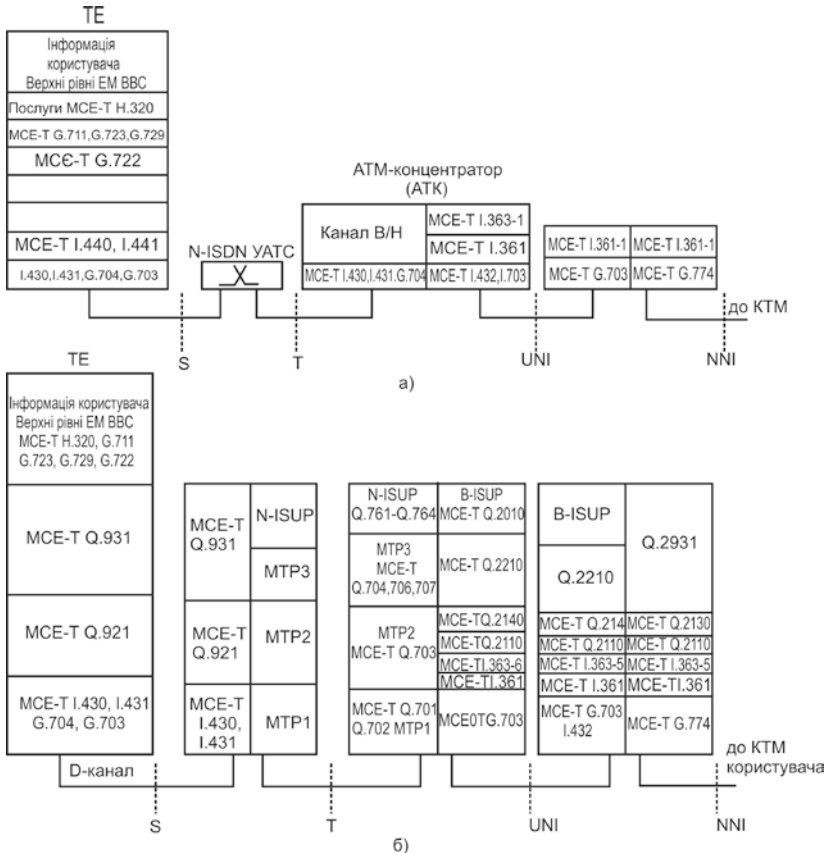 TE
Інформація
користувача
Верхні рівні ЕМ ВВС
Послуги МСЕ-Т H.320
МСЕ-Т G.711,G.723,G.729
МСЄ-Т G.722
МСЕ-Т I.440, I.441
I.430,I.431,G.704,G.703
N-ISDN УАТС
АТМ-концентратор
(АТК)
Канал В/Н
МСЕ-Т I.430,I.431.G.704
МСЕ-Т I.363-1
МСЕ-Т I.361
МСЕ-Т I.432,I.703
МСЕ-Т I.361-1
МСЕ-Т I.361-1
МСЕ-Т G.703
МСЕ-Т G.774
до КТМ
S
T
UNI
NNI
а)
TE
Інформація користувача
Верхні рівні ЕМ ВВС
МСЕ-Т H.320, G.711
G.723, G.729, G.722
МСЕ-Т Q.931
МСЕ-Т Q.921
МСЕ-Т I.430, I.431
G.704, G.703
D-канал
МСЕ-Т
Q.931
МСЕ-Т
Q.921
МСЕ-Т
I.430,
I.431
N-ISUP
MTP3
MTP2
MTP1
N-ISUP
Q.761-Q.764
MTP3
МСЕ-Т
Q.704,706,707
MTP2
МСЕ-Т Q.703
МСЕ-Т Q.701
Q.702 MTP1
B-ISUP
МСЕ-Т Q.2010
МСЕ-Т Q.2210
МСЕ-TQ.2140
МСЕ-TQ.2110
МСЕ-TI.363-6
МСЕ-TI.361
МСЕ0TG.703
B-ISUP
Q.2210
МСЕ-Т Q.214
МСЕ-Т Q.2110
МСЕ-Т I.363-5
МСЕ-Т I.361
МСЕ-Т G.703
I.432
Q.2931
МСЕ-Т Q.2130
МСЕ-Т Q.2110
МСЕ-Т I.363-5
МСЕ-TI.361
МСЕ-Т G.774
до КТМ
користувача
S
T
UNI
NNI
б)